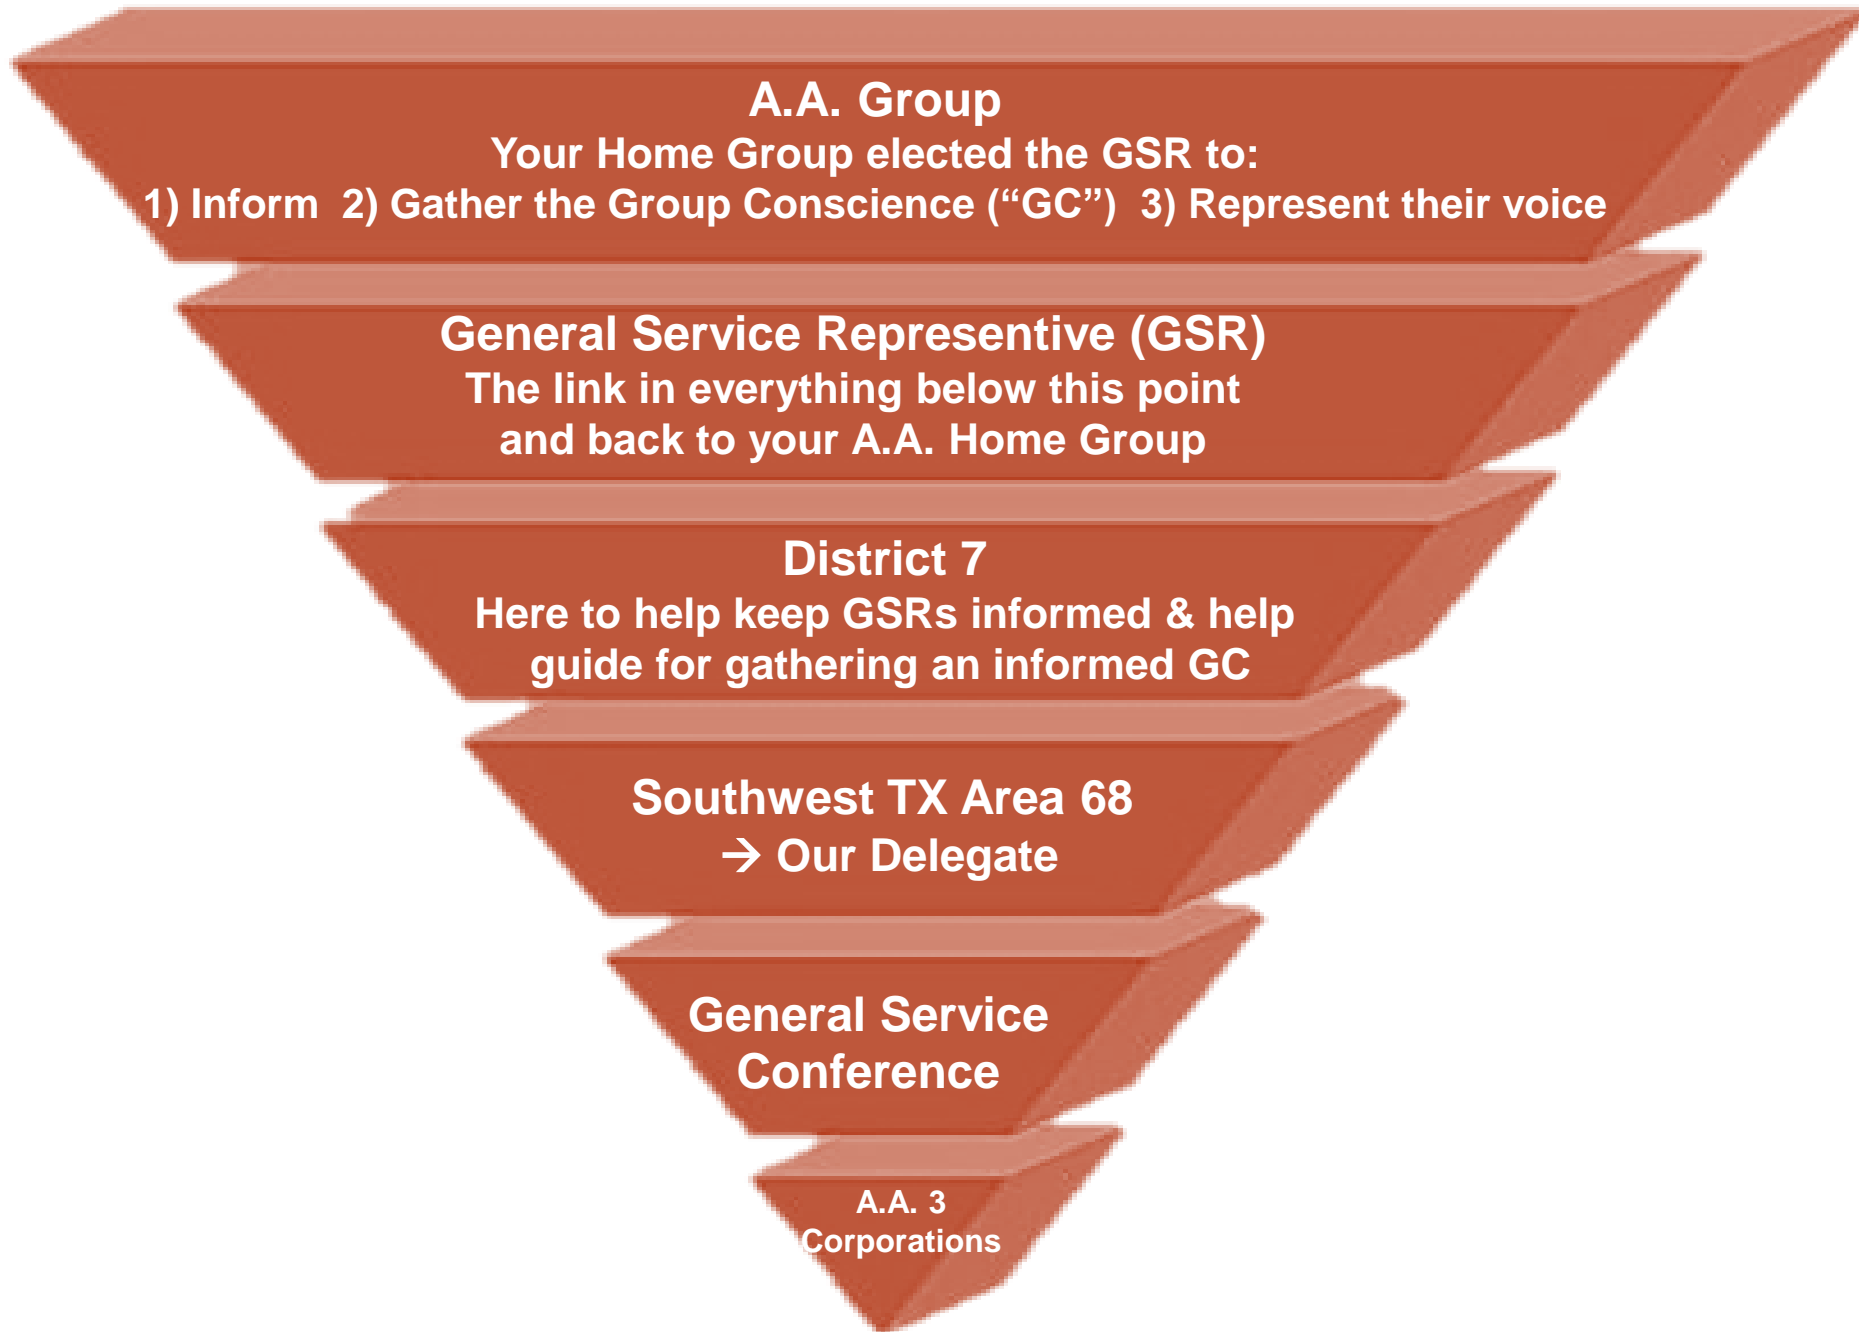 A.A. Group
Your Home Group elected the GSR to:
1) Inform  2) Gather the Group Conscience (“GC”)  3) Represent their voice
General Service Representive (GSR)
The link in everything below this point
and back to your A.A. Home Group
District 7
Here to help keep GSRs informed & help
guide for gathering an informed GC
Southwest TX Area 68
→ Our Delegate
General Service
Conference
A.A. 3
Corporations